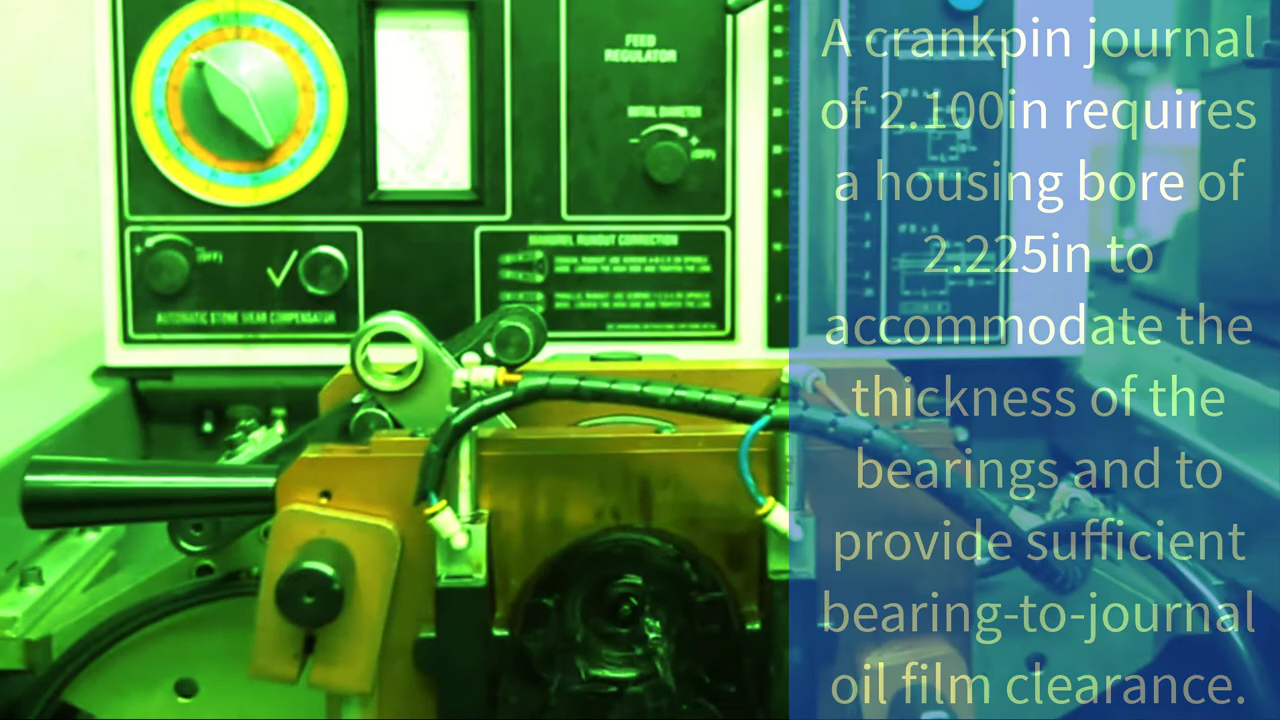 FEED
REGULATOR
INITIAL DIAMETER
- +
(OFF)
+ (OFF)
AUTOMATIC STONE WEAR COMPENSATOR
MANDREL RUNOUT CORRECTION
A crankpin journal
of 2.100in requires
a housing bore of
2.225in to
accommodate the
thickness of the
bearings and to
provide sufficient
bearing-to-journal
oil film clearance.